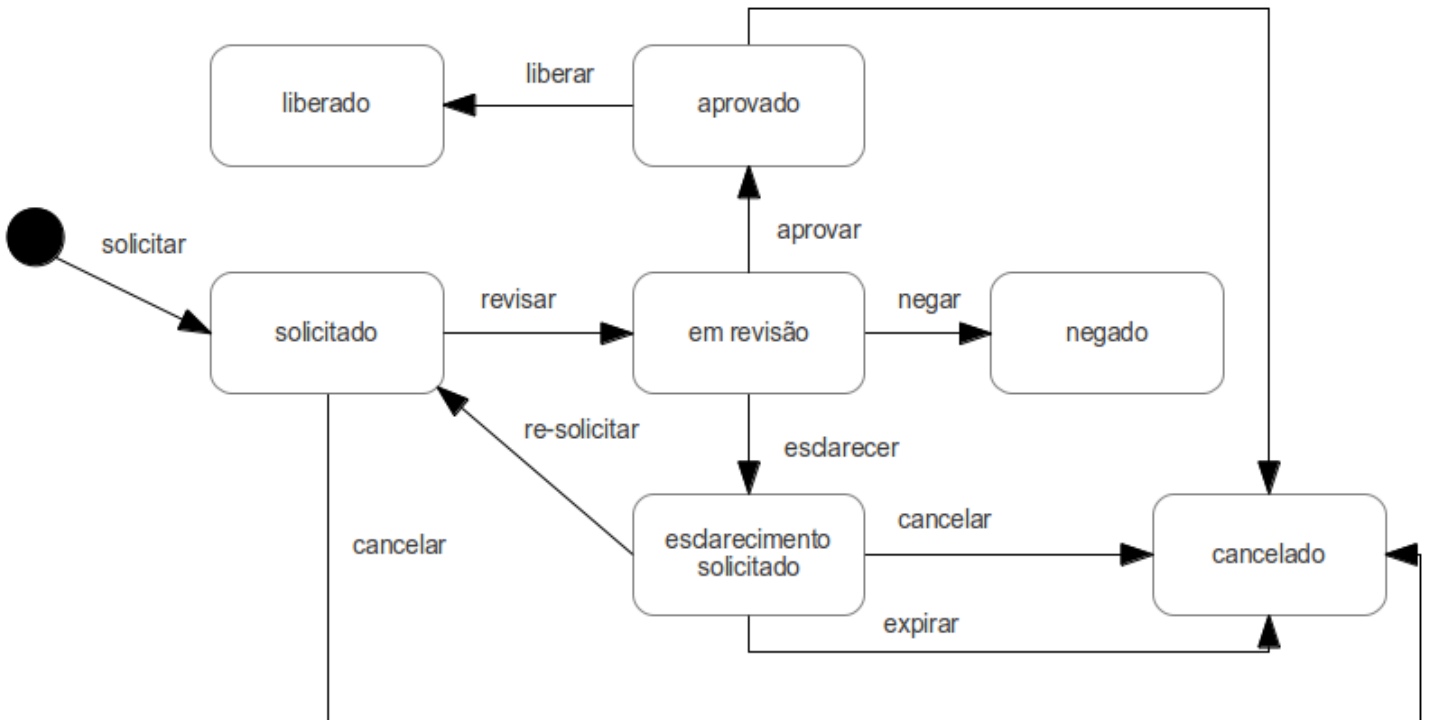 liberar
liberado
aprovado
solicitar
aprovar
revisar
negar
solicitado
em revisão
negado
re-solicitar
esclarecer
cancelar
esclarecimento
solicitado
cancelar
cancelado
expirar